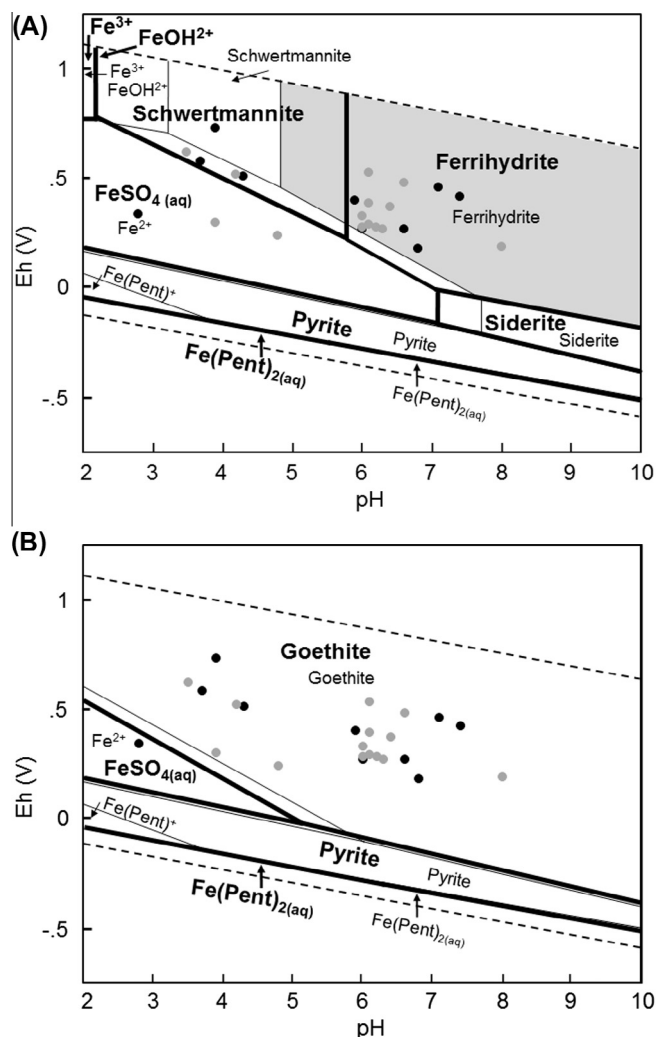 (A)
Fe³⁺
FeOH²⁺
Fe³⁺
FeOH²⁺
Schwertmannite
Schwertmannite
Ferrihydrite
Ferrihydrite
FeSO₄ (aq)
Fe²⁺
Fe(Pent)⁺
Pyrite
Pyrite
Siderite
Siderite
Fe(Pent)₂(aq)
Fe(Pent)₂(aq)
1
.5
0
-.5
Eh (V)
2 3 4 5 6 7 8 9 10
pH
(B)
Goethite
Goethite
Fe²⁺
FeSO₄(aq)
Fe(Pent)⁺
Pyrite
Pyrite
Fe(Pent)₂(aq)
Fe(Pent)₂(aq)
1
.5
0
-.5
Eh (V)
2 3 4 5 6 7 8 9 10
pH